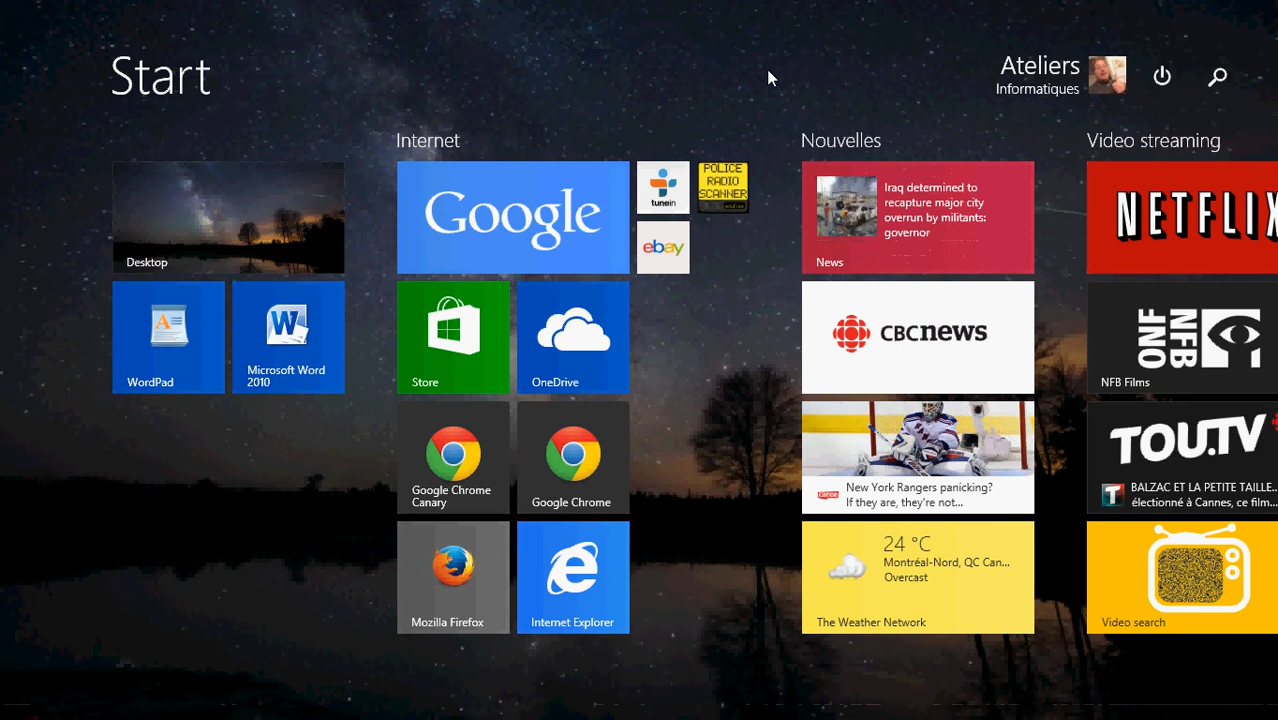 Start
Ateliers
Informatiques
Internet
Nouvelles
Video streaming
Desktop
WordPad
Microsoft Word
2010
Google
tunein
POLICE
RADIO
SCANNER
ebay
Store
OneDrive
Google Chrome
Canary
Google Chrome
Mozilla Firefox
Internet Explorer
Iraq determined to
recapture major city
overrun by militants:
governor
News
CBCnews
canoe
New York Rangers panicking?
If they are, they're not...
24 °C
Montréal-Nord, QC Can...
Overcast
The Weather Network
NETFLIX
ONF
NFB
NFB Films
TOU.TV
BALZAC ET LA PETITE TAILLE...
électionné à Cannes, ce film...
Video search